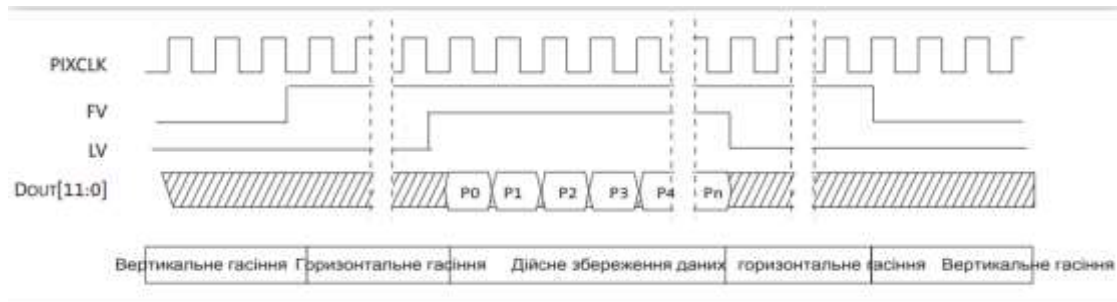 PIXCLK
FV
LV
DOUT[11:0]
P0 P1 P2 P3 P4 Pn
Вертикальне гасіння Горизонтальне гасіння Дійсне збереження даних горизонтальне гасіння Вертикальне гасіння